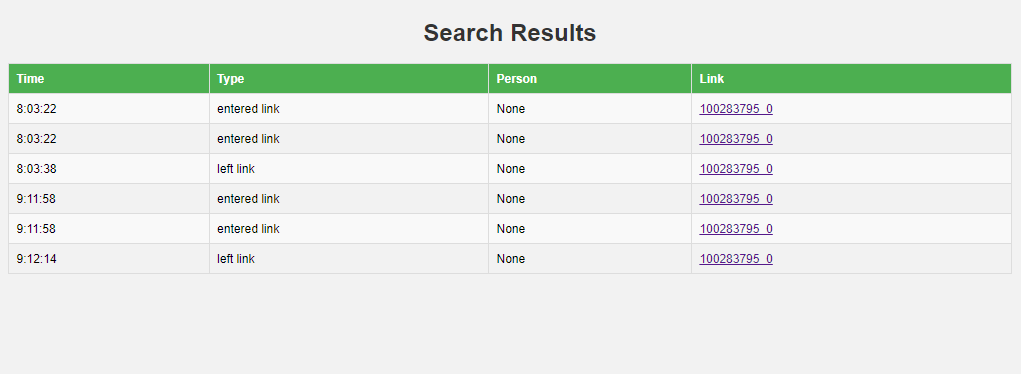 Search Results
Time Type Person Link
8:03:22 entered link None 100283795_0
8:03:22 entered link None 100283795_0
8:03:38 left link None 100283795_0
9:11:58 entered link None 100283795_0
9:11:58 entered link None 100283795_0
9:12:14 left link None 100283795_0